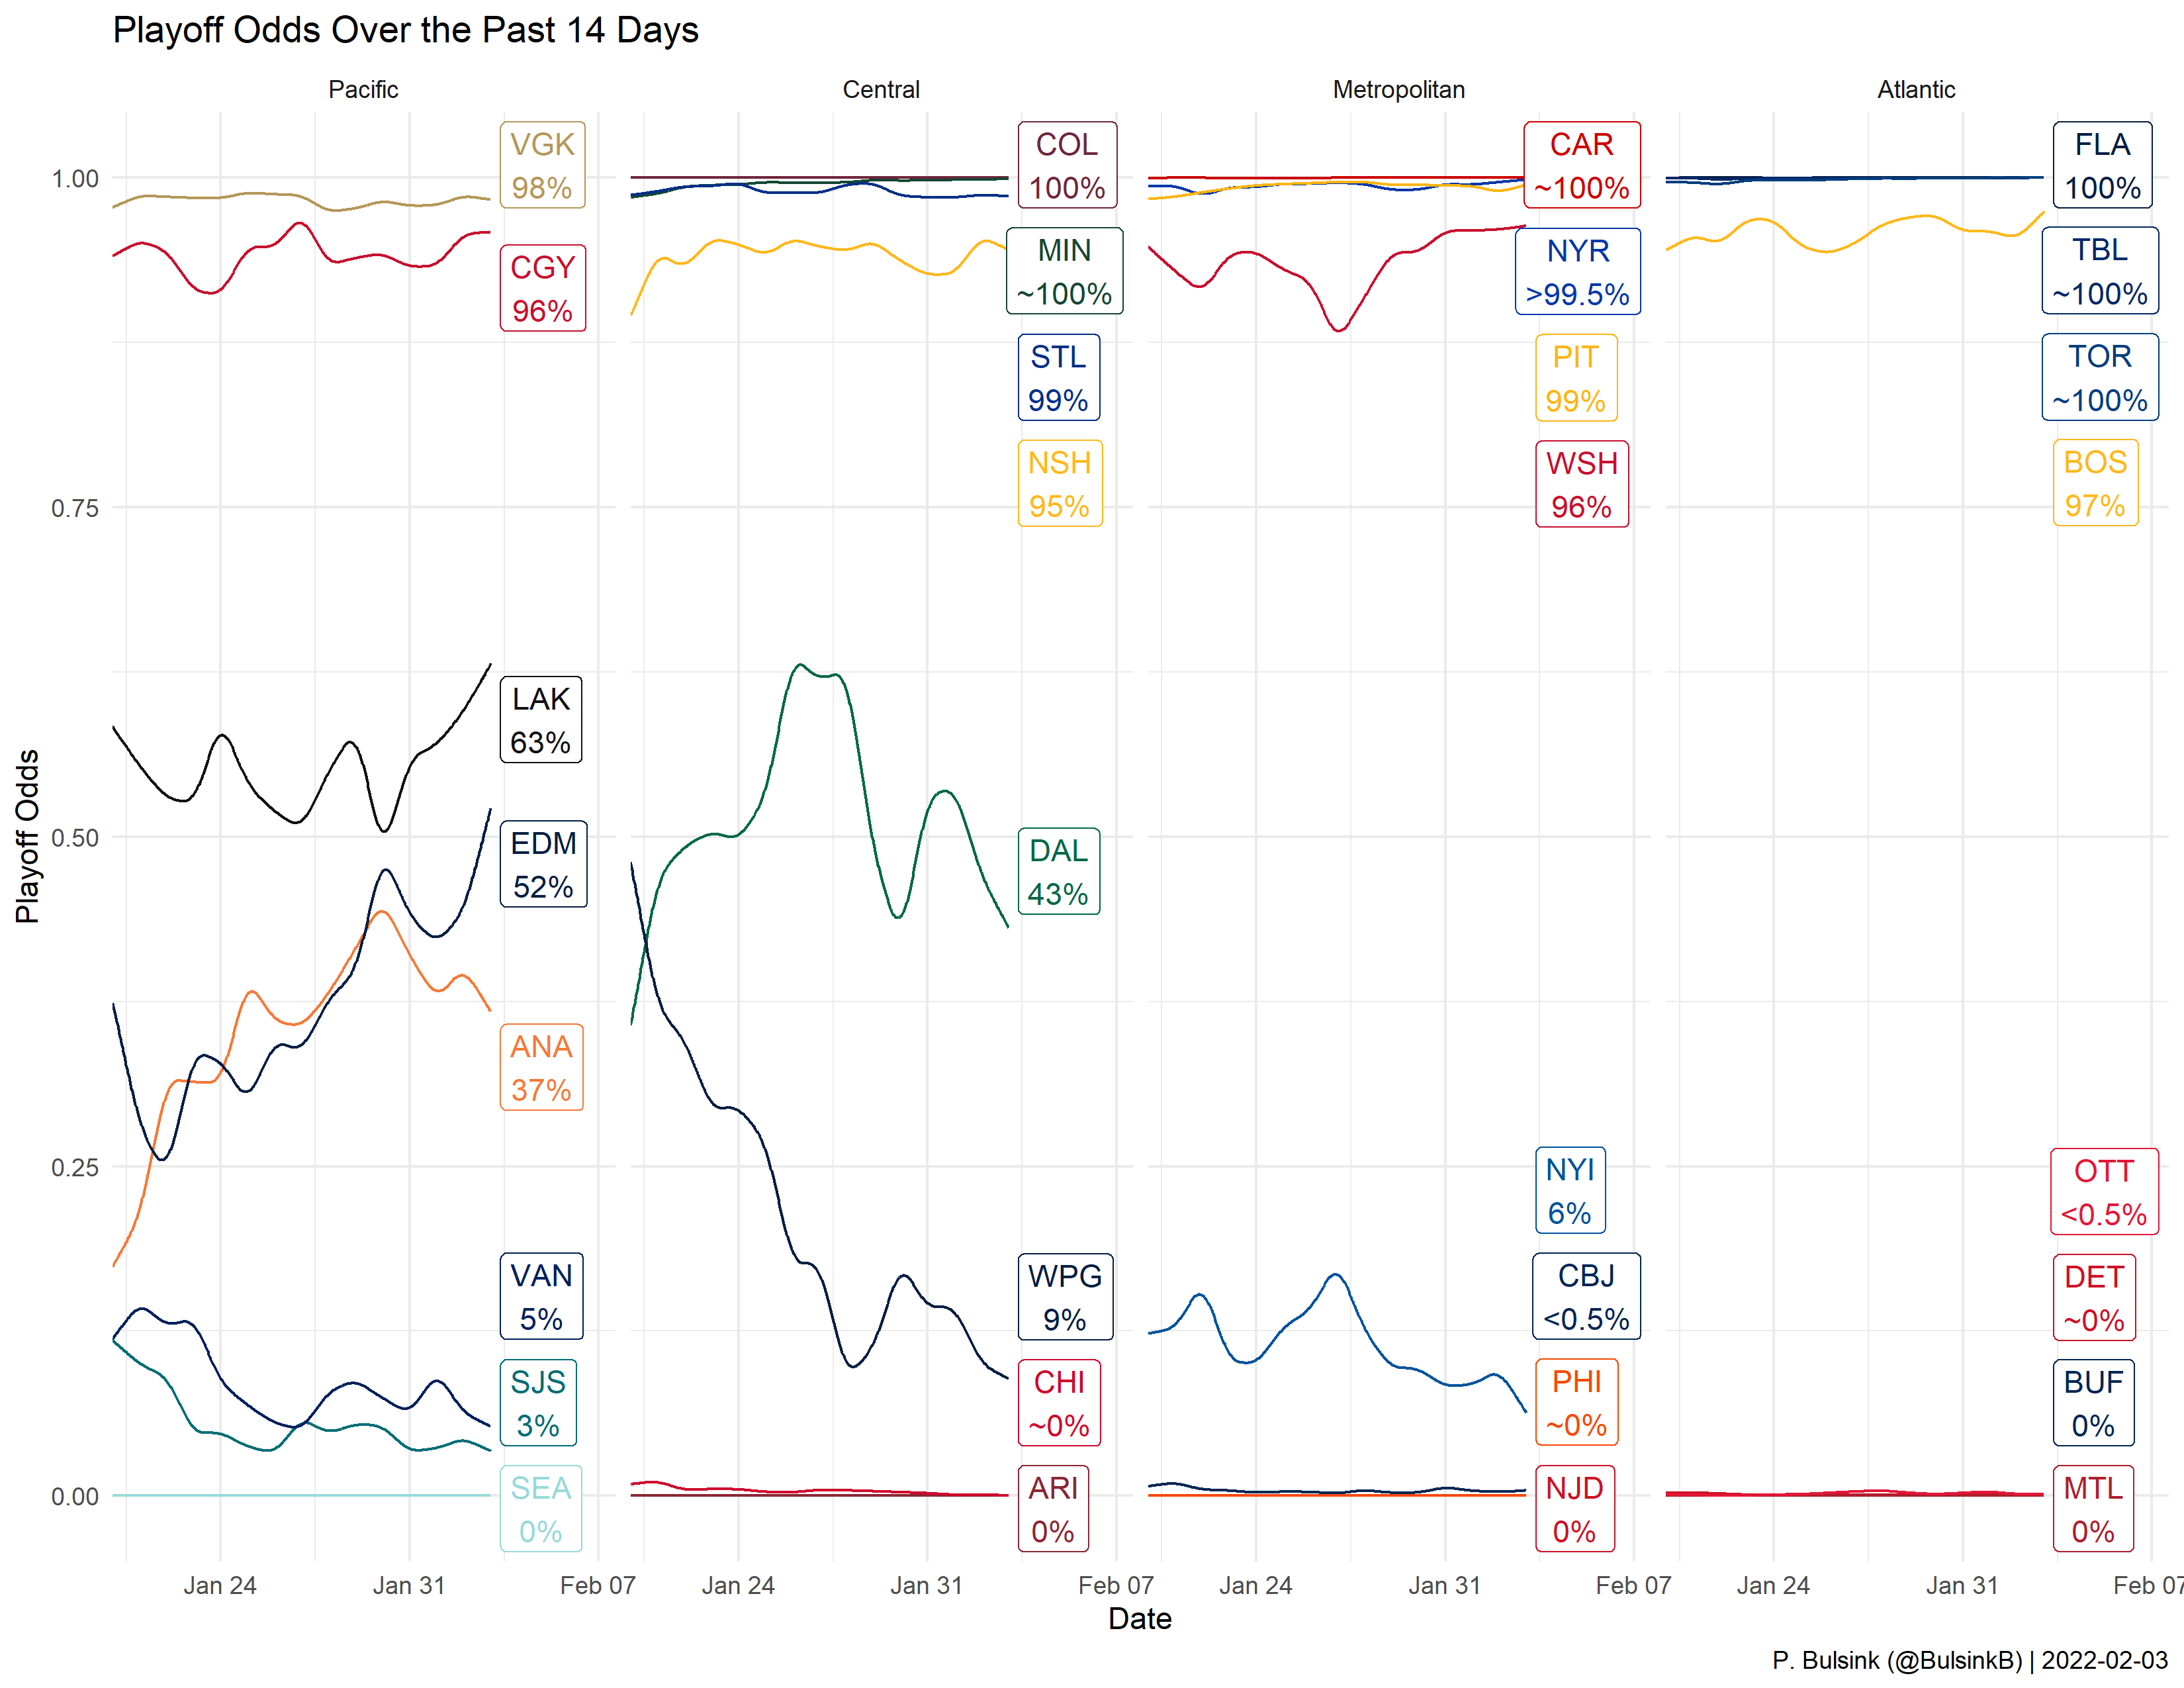 Playoff Odds Over the Past 14 Days
Pacific
Central
Metropolitan
Atlantic
Playoff Odds
1.00
0.75
0.50
0.25
0.00
VGK
98%
CGY
96%
LAK
63%
EDM
52%
ANA
37%
VAN
5%
SJS
3%
SEA
0%
COL
100%
MIN
~100%
STL
99%
NSH
95%
DAL
43%
WPG
9%
CHI
~0%
ARI
0%
CAR
~100%
NYR
>99.5%
PIT
99%
WSH
96%
NYI
6%
CBJ
<0.5%
PHI
~0%
NJD
0%
FLA
100%
TBL
~100%
TOR
~100%
BOS
97%
OTT
<0.5%
DET
~0%
BUF
0%
MTL
0%
Jan 24
Jan 31
Feb 07
Jan 24
Jan 31
Feb 07
Jan 24
Jan 31
Feb 07
Jan 24
Jan 31
Feb 07
Date
P. Bulsink (@BulsinkB) | 2022-02-03